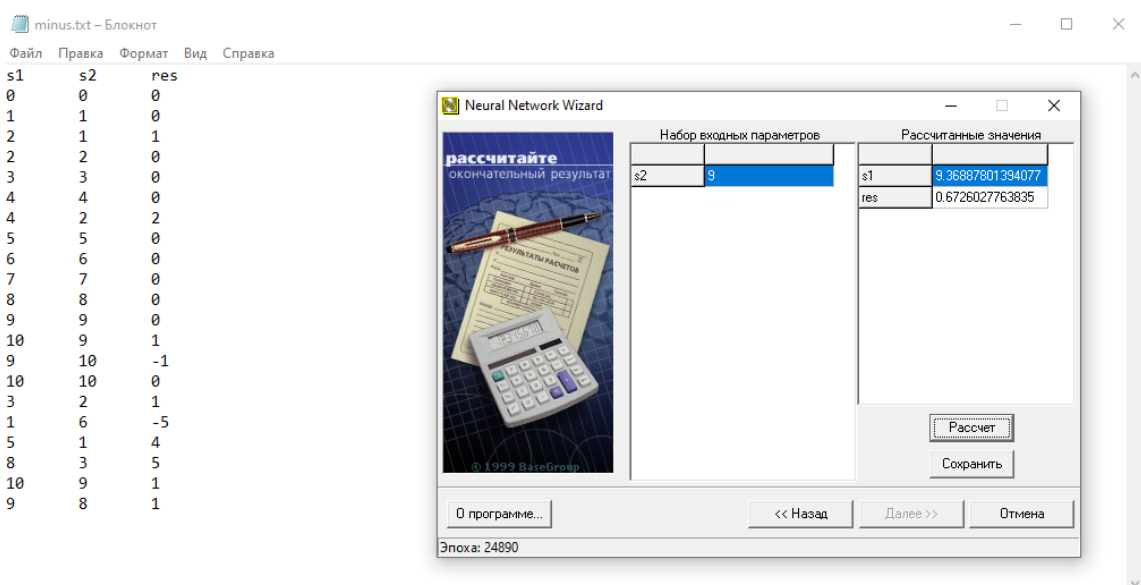 minus.txt – Блокнот
Файл Правка Формат Вид Справка
s1 s2 res
0 0 0
1 1 0
2 1 1
2 2 0
3 3 0
4 4 0
4 2 2
5 5 0
6 6 0
7 7 0
8 8 0
9 9 0
10 9 1
9 10 -1
10 10 0
3 2 1
1 6 -5
5 1 4
8 3 5
10 9 1
9 8 1
Neural Network Wizard
рассчитайте
окончательный результат
РЕЗУЛЬТАТЫ РАСЧЕТОВ
© 1999 BaseGroup
Набор входных параметров
s2 9
Рассчитанные значения
s1 9.36887801394077
res 0.6726027763835
Рассчет
Сохранить
О программе...
<< Назад
Далее >>
Отмена
Эпоха: 24890